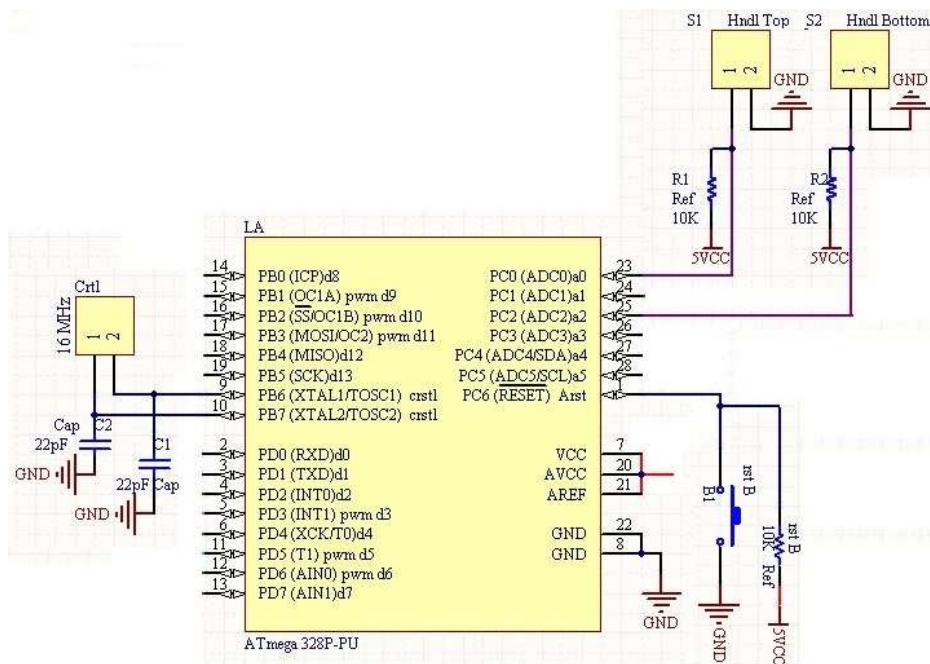 S1 Hndl Top
S2 Hndl Bottom
1 2
GND
1 2
GND
R1
Ref
10K
5VCC
R2
Ref
10K
5VCC
LA
Crtl
16 MHz
1 2
Cap C2
22pF
GND
C1
22pF Cap
GND
14 PB0 (ICP)d8
15 PB1 (OC1A) pwm d9
16 PB2 (SS/OC1B) pwm d10
17 PB3 (MOSI/OC2) pwm d11
18 PB4 (MISO)d12
19 PB5 (SCK)d13
9 PB6 (XTAL1/TOSC1) crstl
10 PB7 (XTAL2/TOSC2) crstl
2 PD0 (RXD)d0
3 PD1 (TXD)d1
4 PD2 (INT0)d2
5 PD3 (INT1) pwm d3
6 PD4 (XCK/T0)d4
11 PD5 (T1) pwm d5
12 PD6 (AIN0) pwm d6
13 PD7 (AIN1)d7
PC0 (ADC0)a0 23
PC1 (ADC1)a1 24
PC2 (ADC2)a2 25
PC3 (ADC3)a3 26
PC4 (ADC4/SDA)a4 27
PC5 (ADC5/SCL)a5 28
PC6 (RESET) Arst 1
VCC 7
AVCC 20
AREF 21
GND 22
GND 8
GND
ATmega 328P-PU
B1
rst B
GND
rst B
10K Ref
5VCC